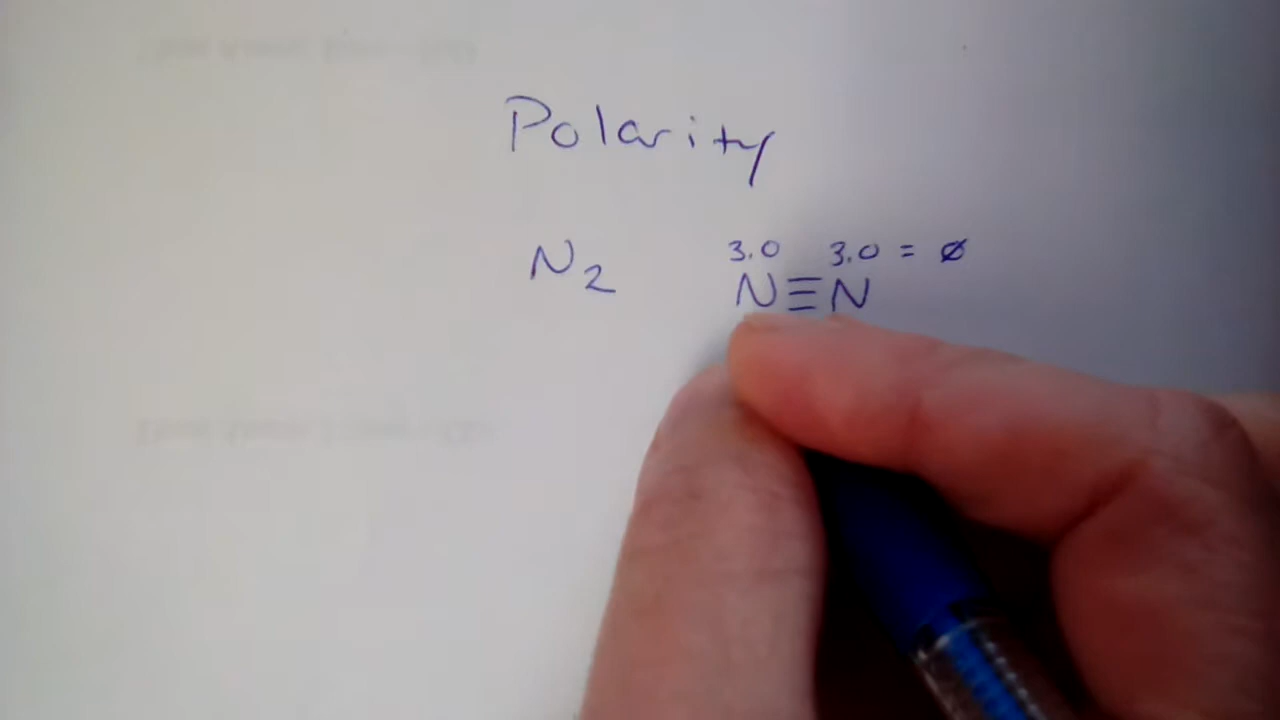 Polarity
3.0 3.0 = ∅
N₂ N≡N